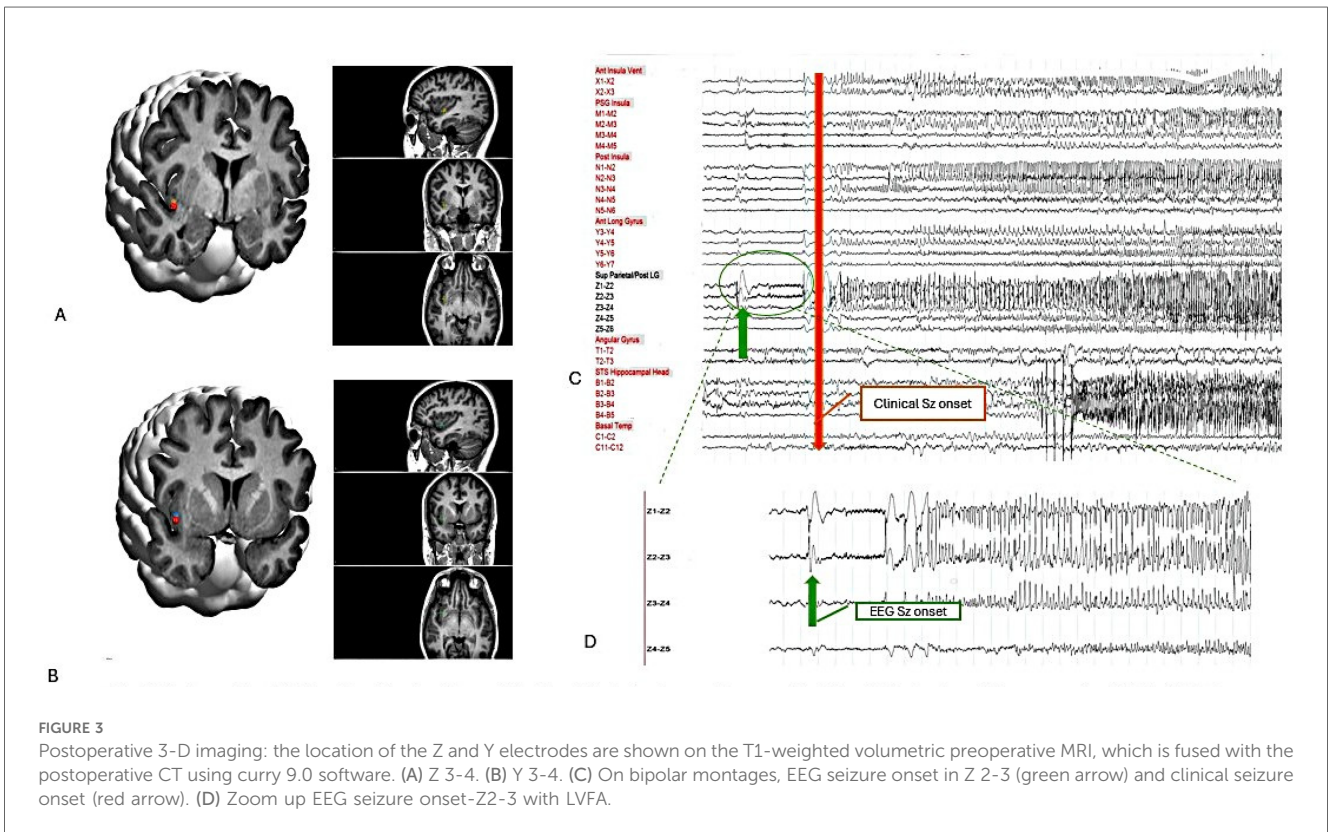 A
B
Ant Insula Vent
X1-X2
X2-X3
PSG Insula
M1-M2
M2-M3
M3-M4
M4-M5
Post Insula
N1-N2
N2-N3
N3-N4
N4-N5
N5-N6
Ant Long Gyrus
Y3-Y4
Y4-Y5
Y5-Y6
Y6-Y7
Sup Parietal/Post LG
Z1-Z2
Z2-Z3
Z3-Z4
Z4-Z5
Z5-Z6
Angular Gyrus
T1-T2
T2-T3
STS Hippocampal Head
B1-B2
B2-B3
B3-B4
B4-B5
Basal Temp
C1-C2
C11-C12
C
Clinical Sz onset
Z1-Z2
Z2-Z3
Z3-Z4
Z4-Z5
EEG Sz onset
D
FIGURE 3
Postoperative 3-D imaging: the location of the Z and Y electrodes are shown on the T1-weighted volumetric preoperative MRI, which is fused with the
postoperative CT using curry 9.0 software. (A) Z 3-4. (B) Y 3-4. (C) On bipolar montages, EEG seizure onset in Z 2-3 (green arrow) and clinical seizure
onset (red arrow). (D) Zoom up EEG seizure onset-Z2-3 with LVFA.